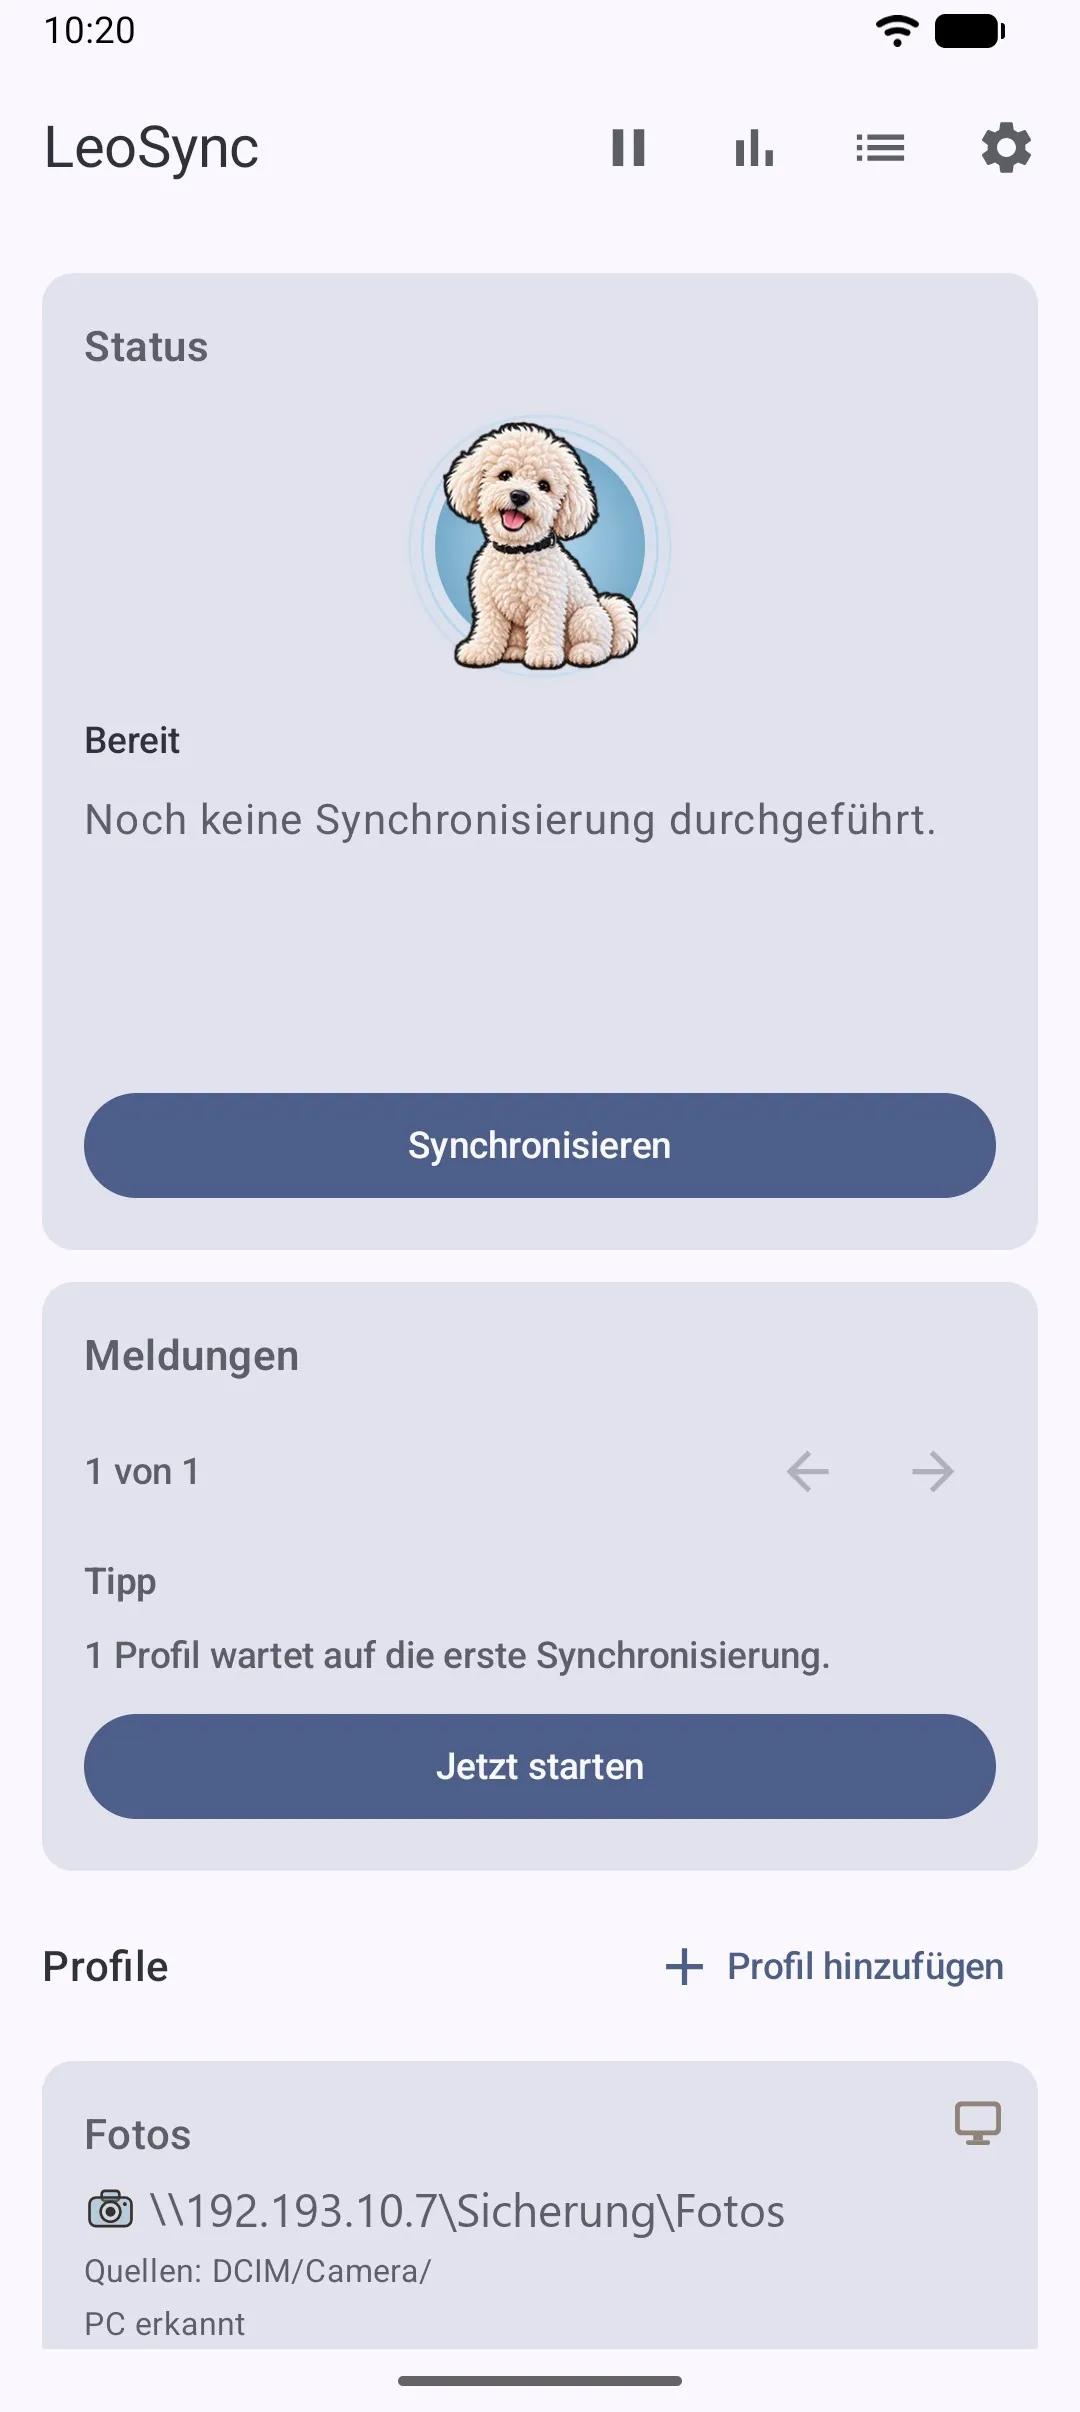 10:20
LeoSync
Status
Bereit
Noch keine Synchronisierung durchgeführt.
Synchronisieren
Meldungen
1 von 1
Tipp
1 Profil wartet auf die erste Synchronisierung.
Jetzt starten
Profile
Profil hinzufügen
Fotos
\\192.193.10.7\Sicherung\Fotos
Quellen: DCIM/Camera/
PC erkannt